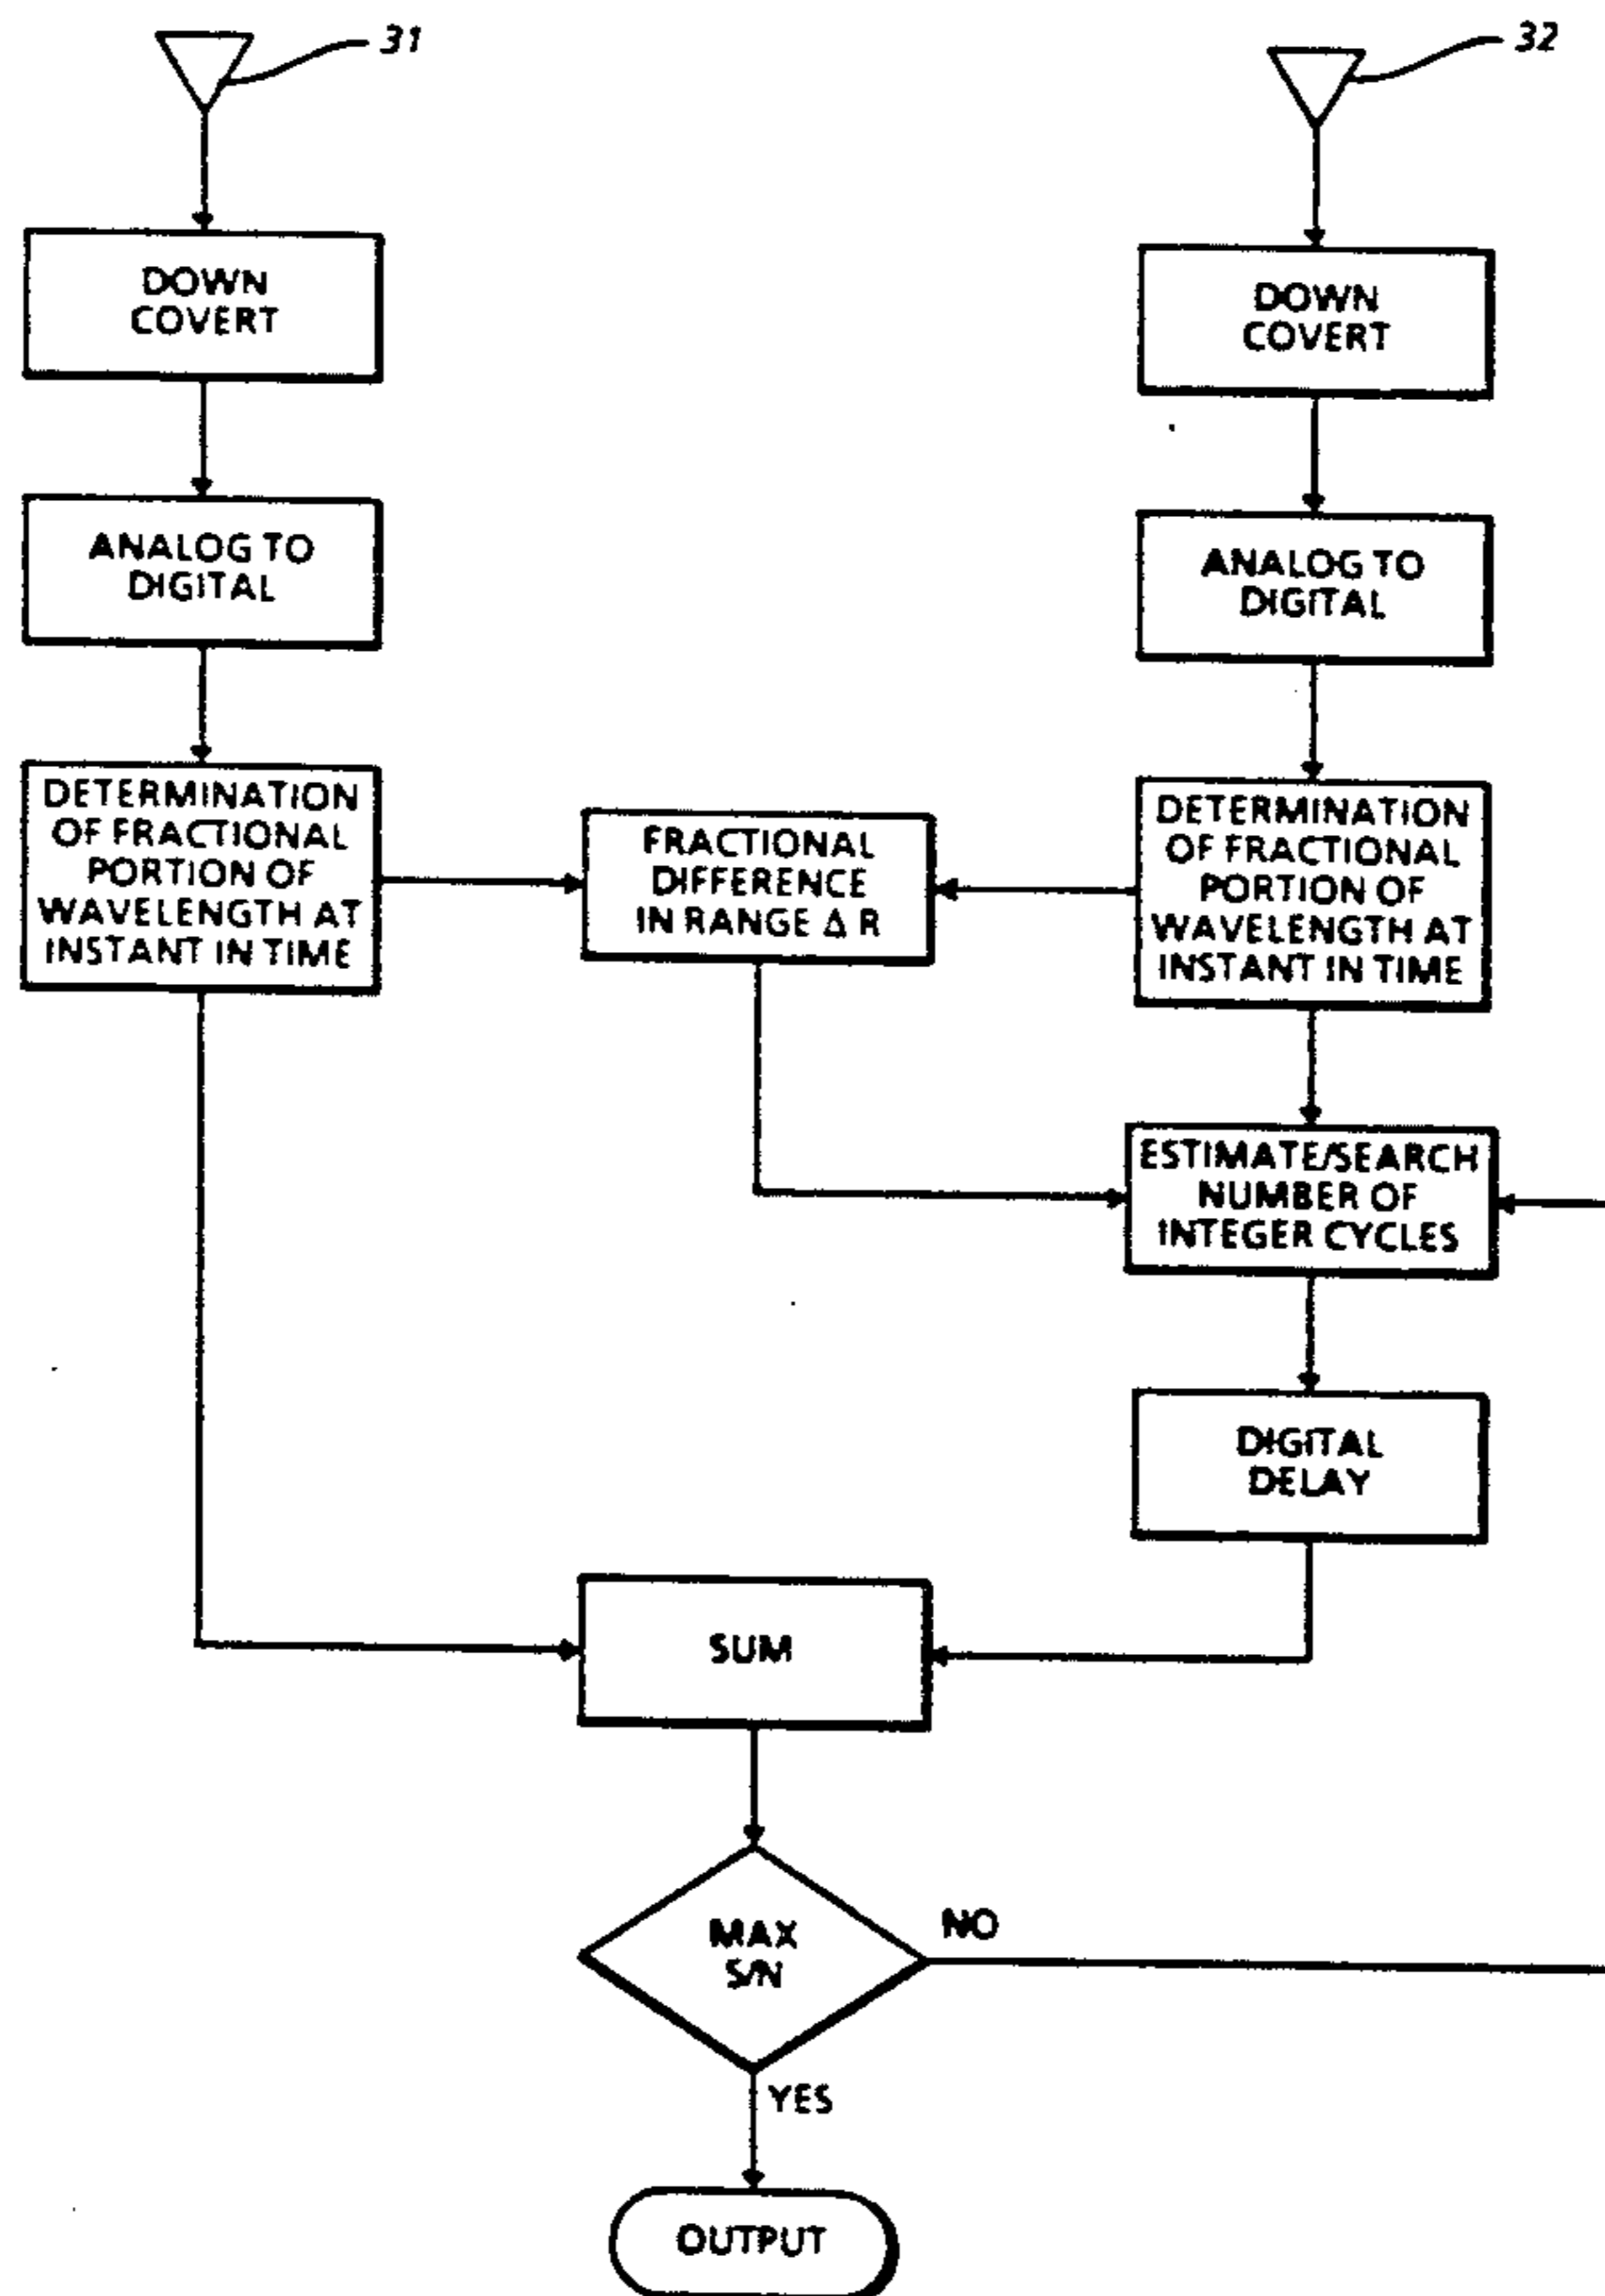 31
32
DOWN
COVERT
DOWN
COVERT
ANALOG TO
DIGITAL
ANALOG TO
DIGITAL
DETERMINATION
OF FRACTIONAL
PORTION OF
WAVELENGTH AT
INSTANT IN TIME
FRACTIONAL
DIFFERENCE
IN RANGE Δ R
DETERMINATION
OF FRACTIONAL
PORTION OF
WAVELENGTH AT
INSTANT IN TIME
ESTIMATE/SEARCH
NUMBER OF
INTEGER CYCLES
DIGITAL
DELAY
SUM
MAX
S/N
NO
YES
OUTPUT